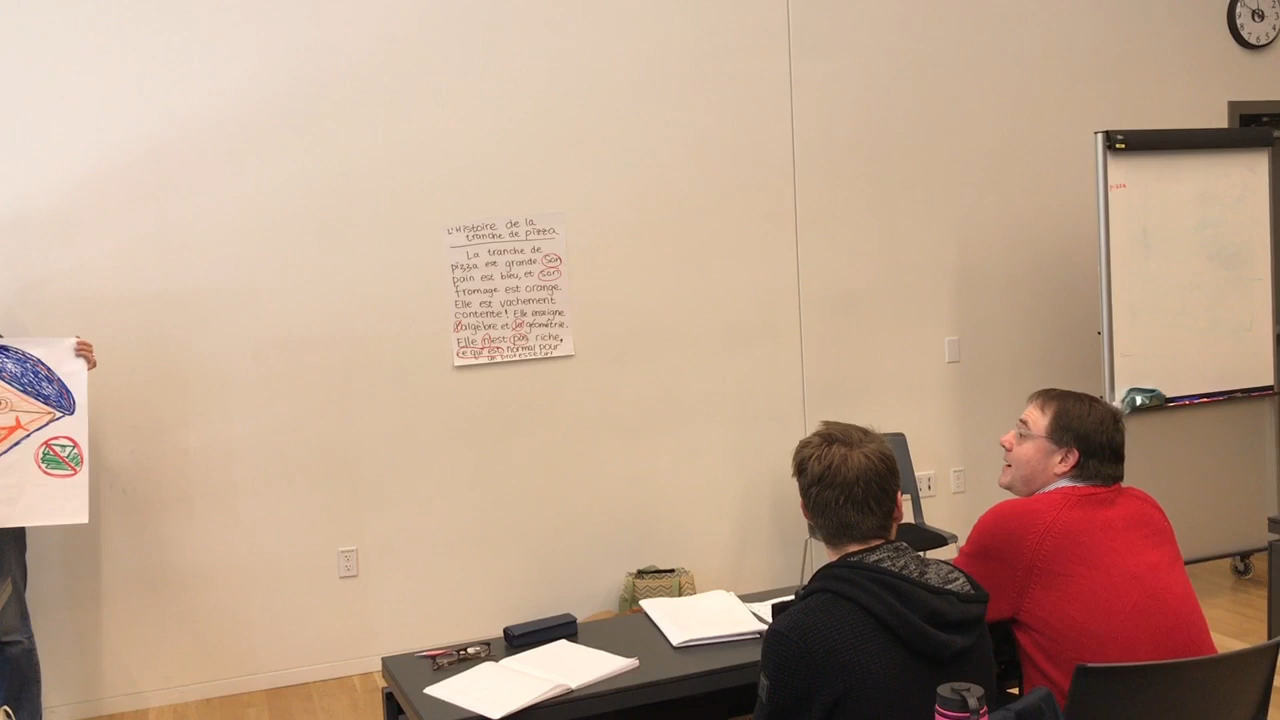 L'Histoire de la
tranche de pizza
La tranche de
pizza est grande. Son
pain est bleu, et son
fromage est orange.
Elle est vachement
contente! Elle enseigne
l'algèbre et la géométrie.
Elle n'est pas riche,
ce qui est normal pour
un professeur!
pizza